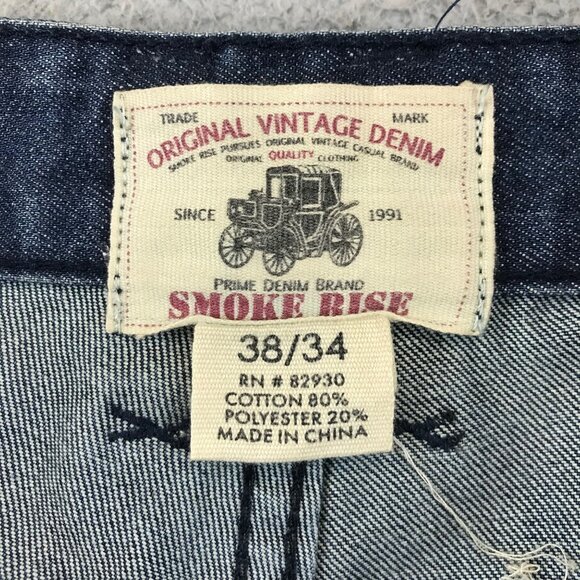 TRADE MARK
ORIGINAL VINTAGE DENIM
SMOKE RISE PURSUES ORIGINAL VINTAGE CASUAL BRAND
ORIGINAL QUALITY CLOTHING
SINCE 1991
PRIME DENIM BRAND
SMOKE RISE
38/34
RN # 82930
COTTON 80%
POLYESTER 20%
MADE IN CHINA